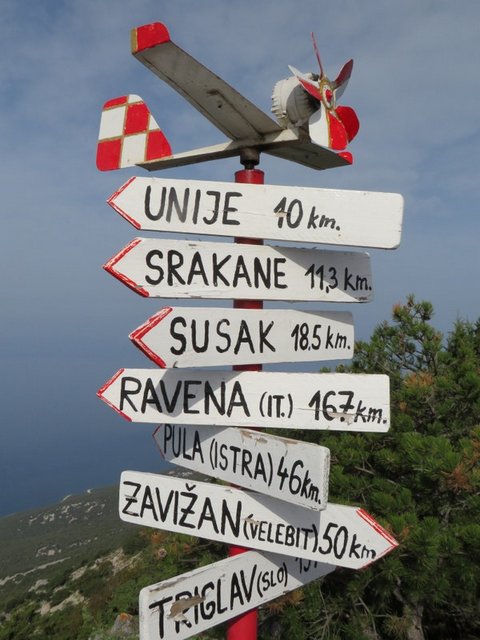 UNIJE 10 km.
SRAKANE 11,3 km.
SUSAK 18,5 km.
RAVENA (IT.) 167 km.
PULA (ISTRA) 46 km.
ZAVIŽAN (VELEBIT) 50 km
TRIGLAV (SLO)